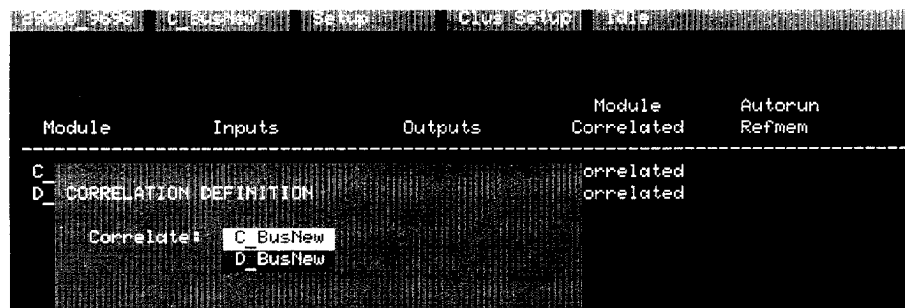 29000_9696 C_BusNew Setup Clus Setup Idle
Module Autorun
Module Inputs Outputs Correlated Refmem
C_ orrelated
D_ CORRELATION DEFINITION orrelated
Correlate: C_BusNew
D_BusNew